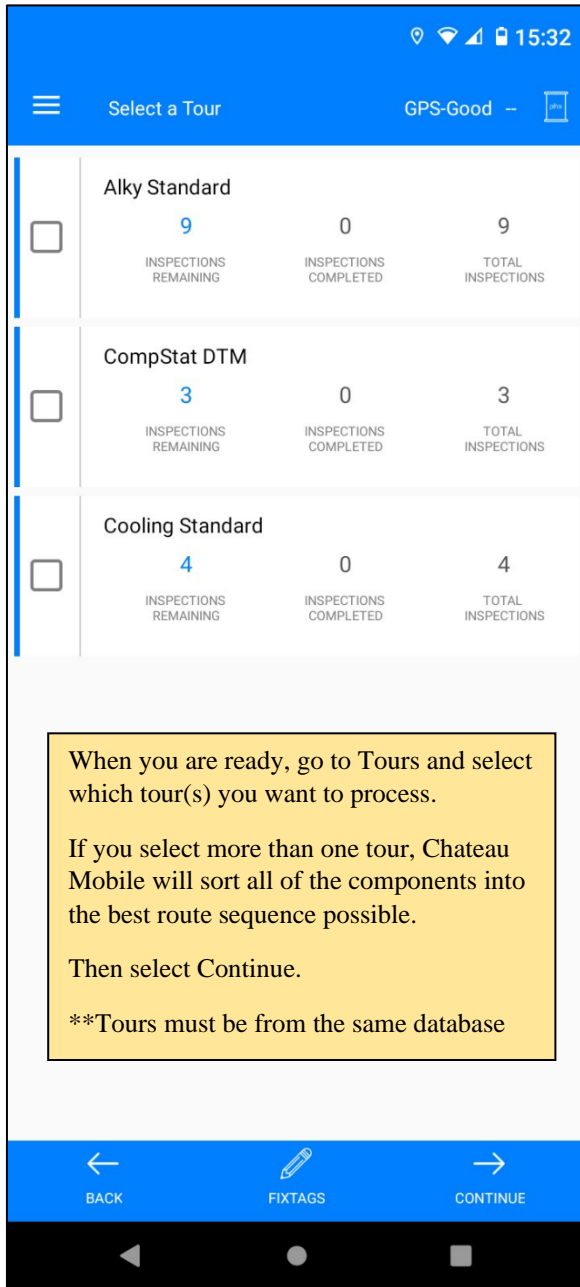 15:32
Select a Tour GPS-Good -- phx
Alky Standard
9 0 9
INSPECTIONS REMAINING INSPECTIONS COMPLETED TOTAL INSPECTIONS
CompStat DTM
3 0 3
INSPECTIONS REMAINING INSPECTIONS COMPLETED TOTAL INSPECTIONS
Cooling Standard
4 0 4
INSPECTIONS REMAINING INSPECTIONS COMPLETED TOTAL INSPECTIONS
When you are ready, go to Tours and select
which tour(s) you want to process.
If you select more than one tour, Chateau
Mobile will sort all of the components into
the best route sequence possible.
Then select Continue.
**Tours must be from the same database
BACK FIXTAGS CONTINUE